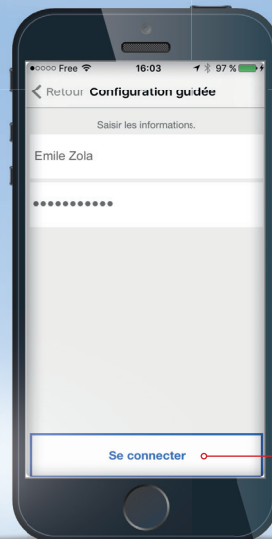 Free 16:03 97 %
Retour Configuration guidée
Saisir les informations.
Emile Zola
•••••••••••
Se connecter